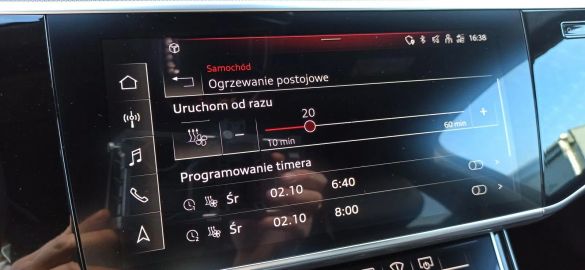 16:38
Samochód
Ogrzewanie postojowe
Uruchom od razu
20
− +
10 min 60 min
Programowanie timera
Śr 02.10 6:40
Śr 02.10 8:00